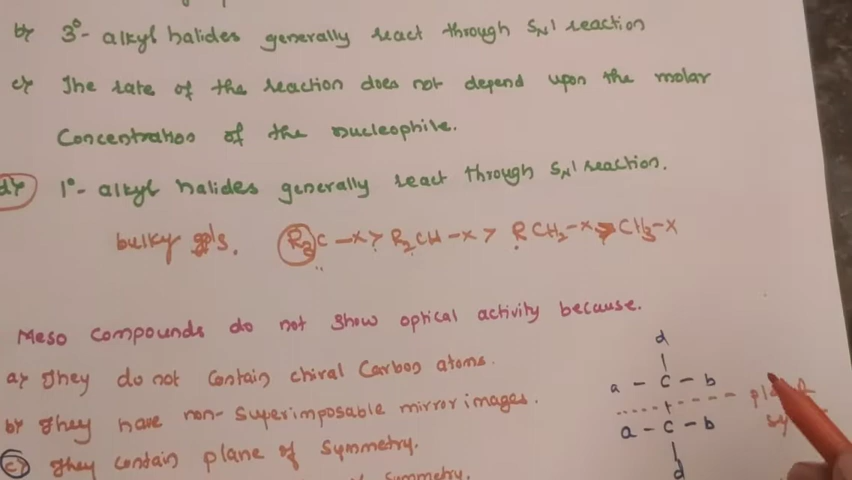 b) 3°- alkyl halides generally react through SN1 reaction
c) The rate of the reaction does not depend upon the molar
Concentration of the nucleophile.
d) 1°- alkyl halides generally react through SN1 reaction.
bulky gps. R3C-X > R2CH-X > RCH2-X > CH3-X
Meso compounds do not show optical activity because.
a) They do not contain chiral Carbon atoms.
b) They have non-superimposable mirror images.
c) They contain plane of Symmetry.
Symmetry.
d
a - C - b
a - C - b
d